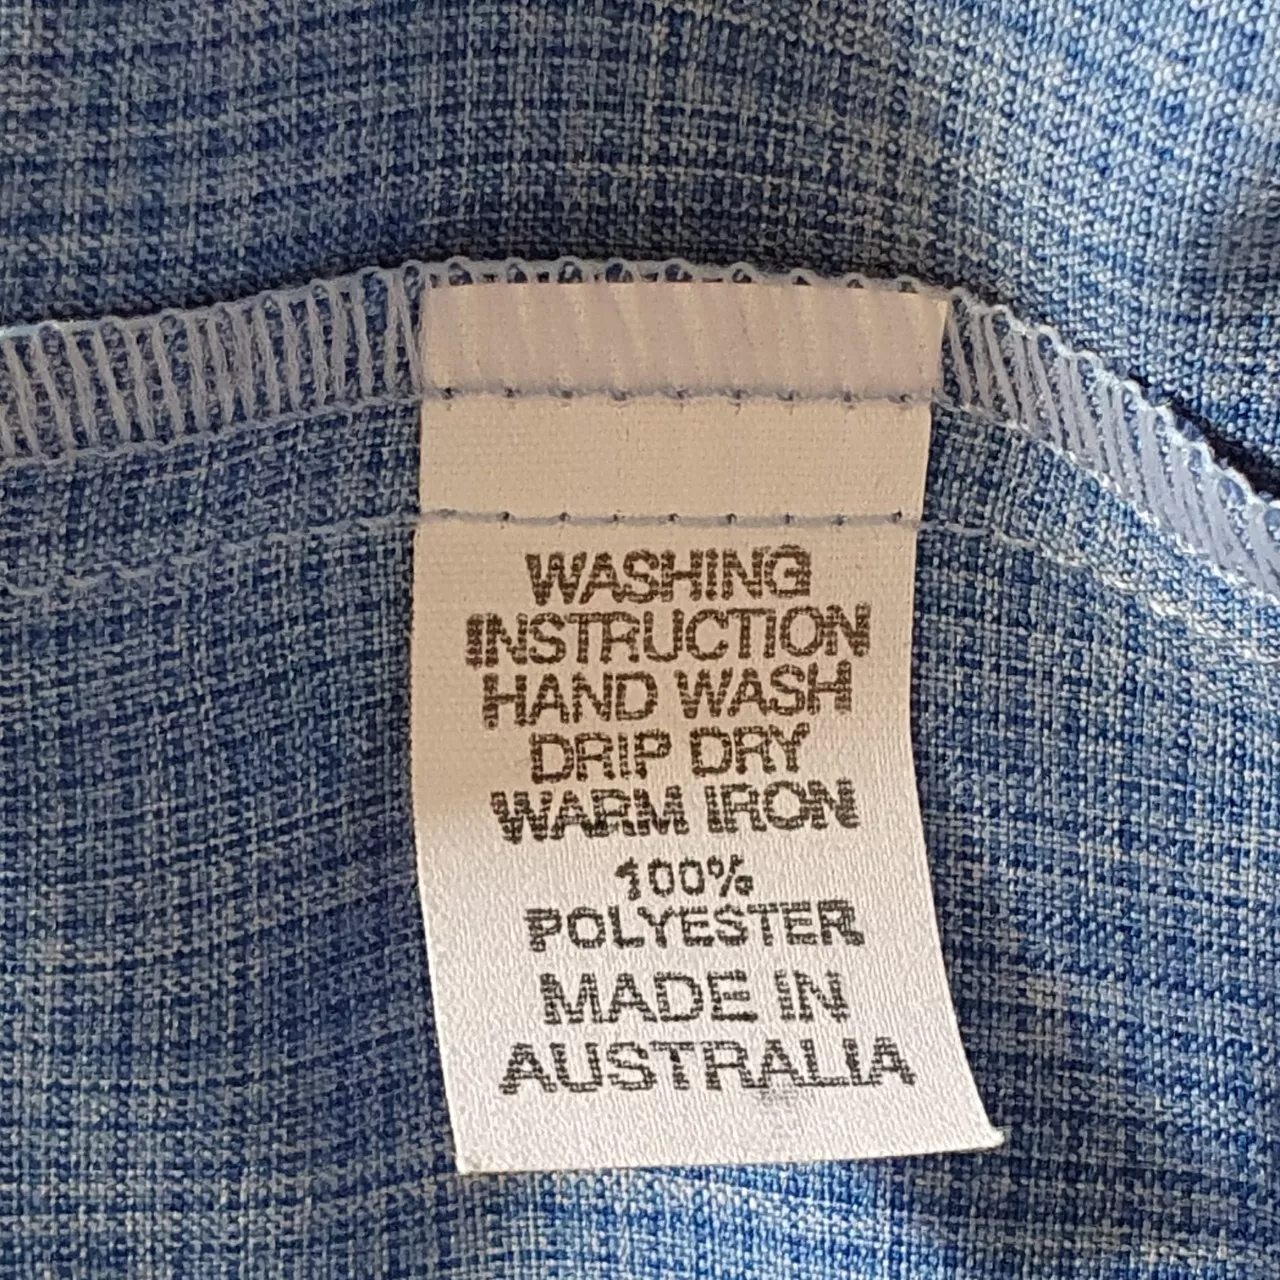 WASHING
INSTRUCTION
HAND WASH
DRIP DRY
WARM IRON
100%
POLYESTER
MADE IN
AUSTRALIA